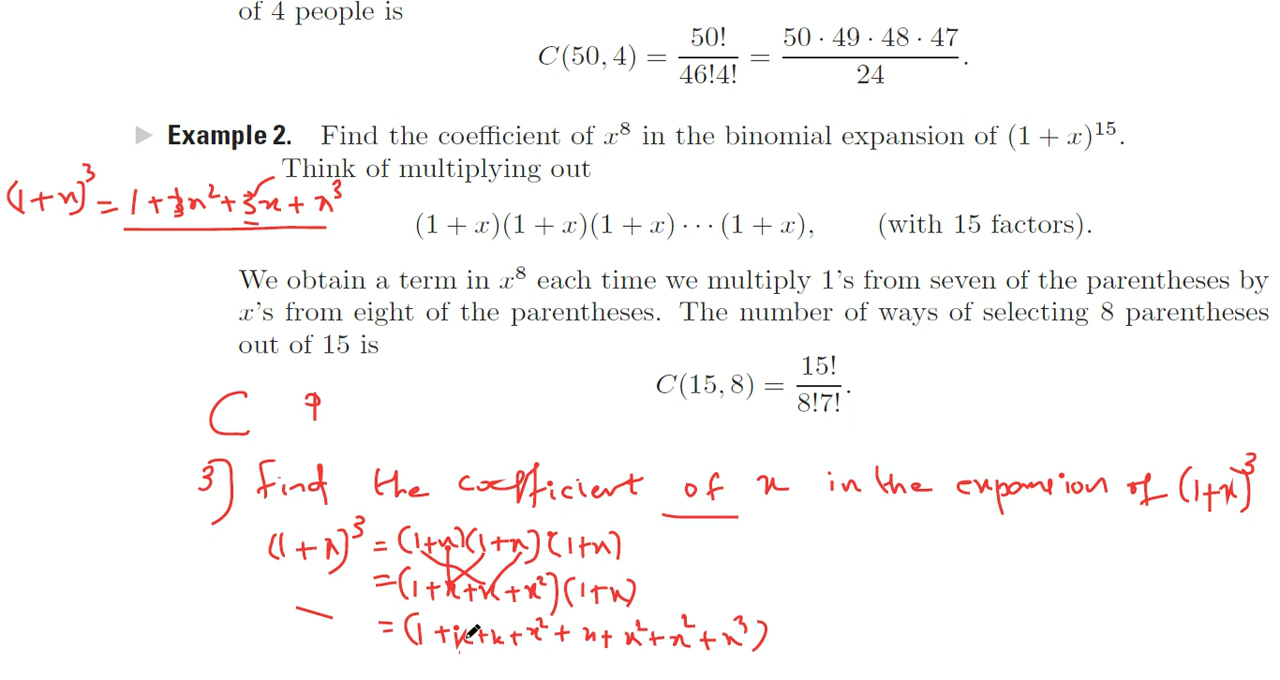 of 4 people is
C(50, 4) = 50!/46!4! = 50 · 49 · 48 · 47/24.
▶ Example 2. Find the coefficient of x^8 in the binomial expansion of (1 + x)^15.
Think of multiplying out
(1+x)^3 = 1 + 3x^2 + 3x + x^3
(1 + x)(1 + x)(1 + x) · · · (1 + x), (with 15 factors).
We obtain a term in x^8 each time we multiply 1's from seven of the parentheses by
x's from eight of the parentheses. The number of ways of selecting 8 parentheses
out of 15 is
C(15, 8) = 15!/8!7!.
C P
3) Find the coefficient of x in the expansion of (1+x)^3
(1+x)^3 = (1+x)(1+x)(1+x)
= (1+x+x+x^2)(1+x)
= (1+x+x+x^2+x+x^2+x^2+x^3)